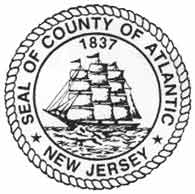 SEAL OF COUNTY OF ATLANTIC
1837
★ NEW JERSEY ★